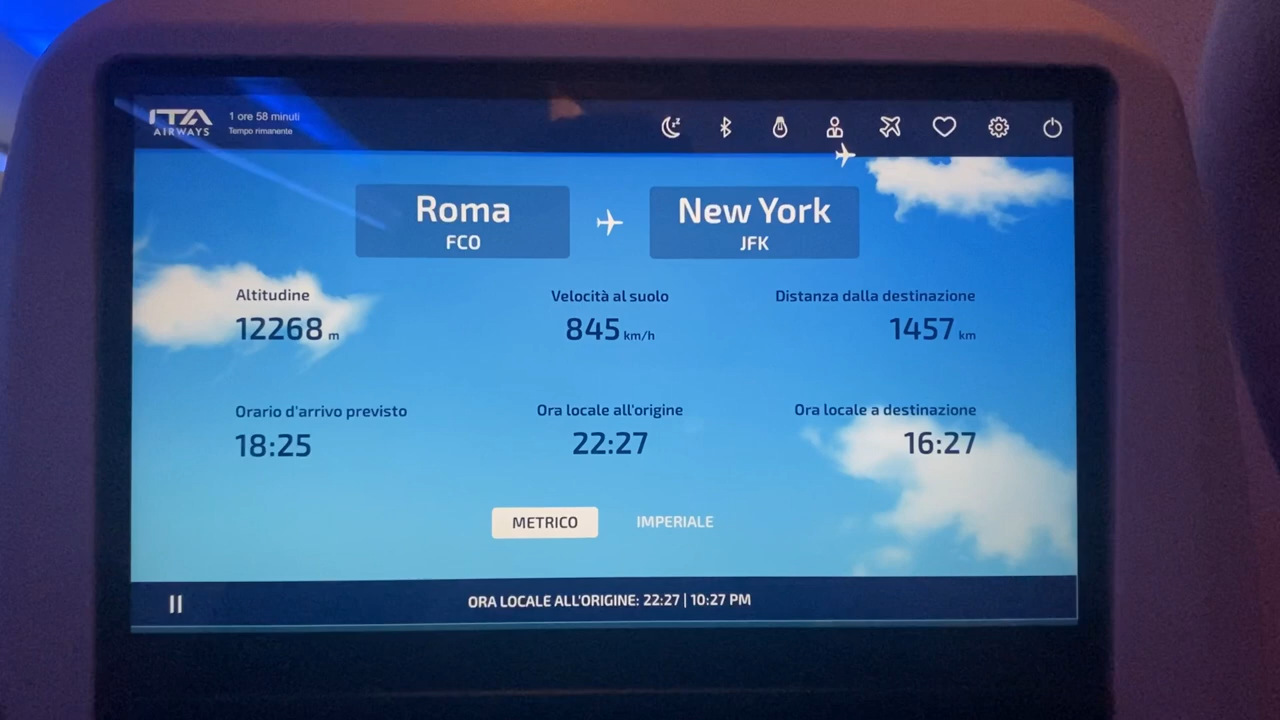 ITA
AIRWAYS
1 ore 58 minuti
Tempo rimanente
Roma
FCO
New York
JFK
Altitudine
12268 m
Velocità al suolo
845 km/h
Distanza dalla destinazione
1457 km
Orario d'arrivo previsto
18:25
Ora locale all'origine
22:27
Ora locale a destinazione
16:27
METRICO
IMPERIALE
ORA LOCALE ALL'ORIGINE: 22:27 | 10:27 PM